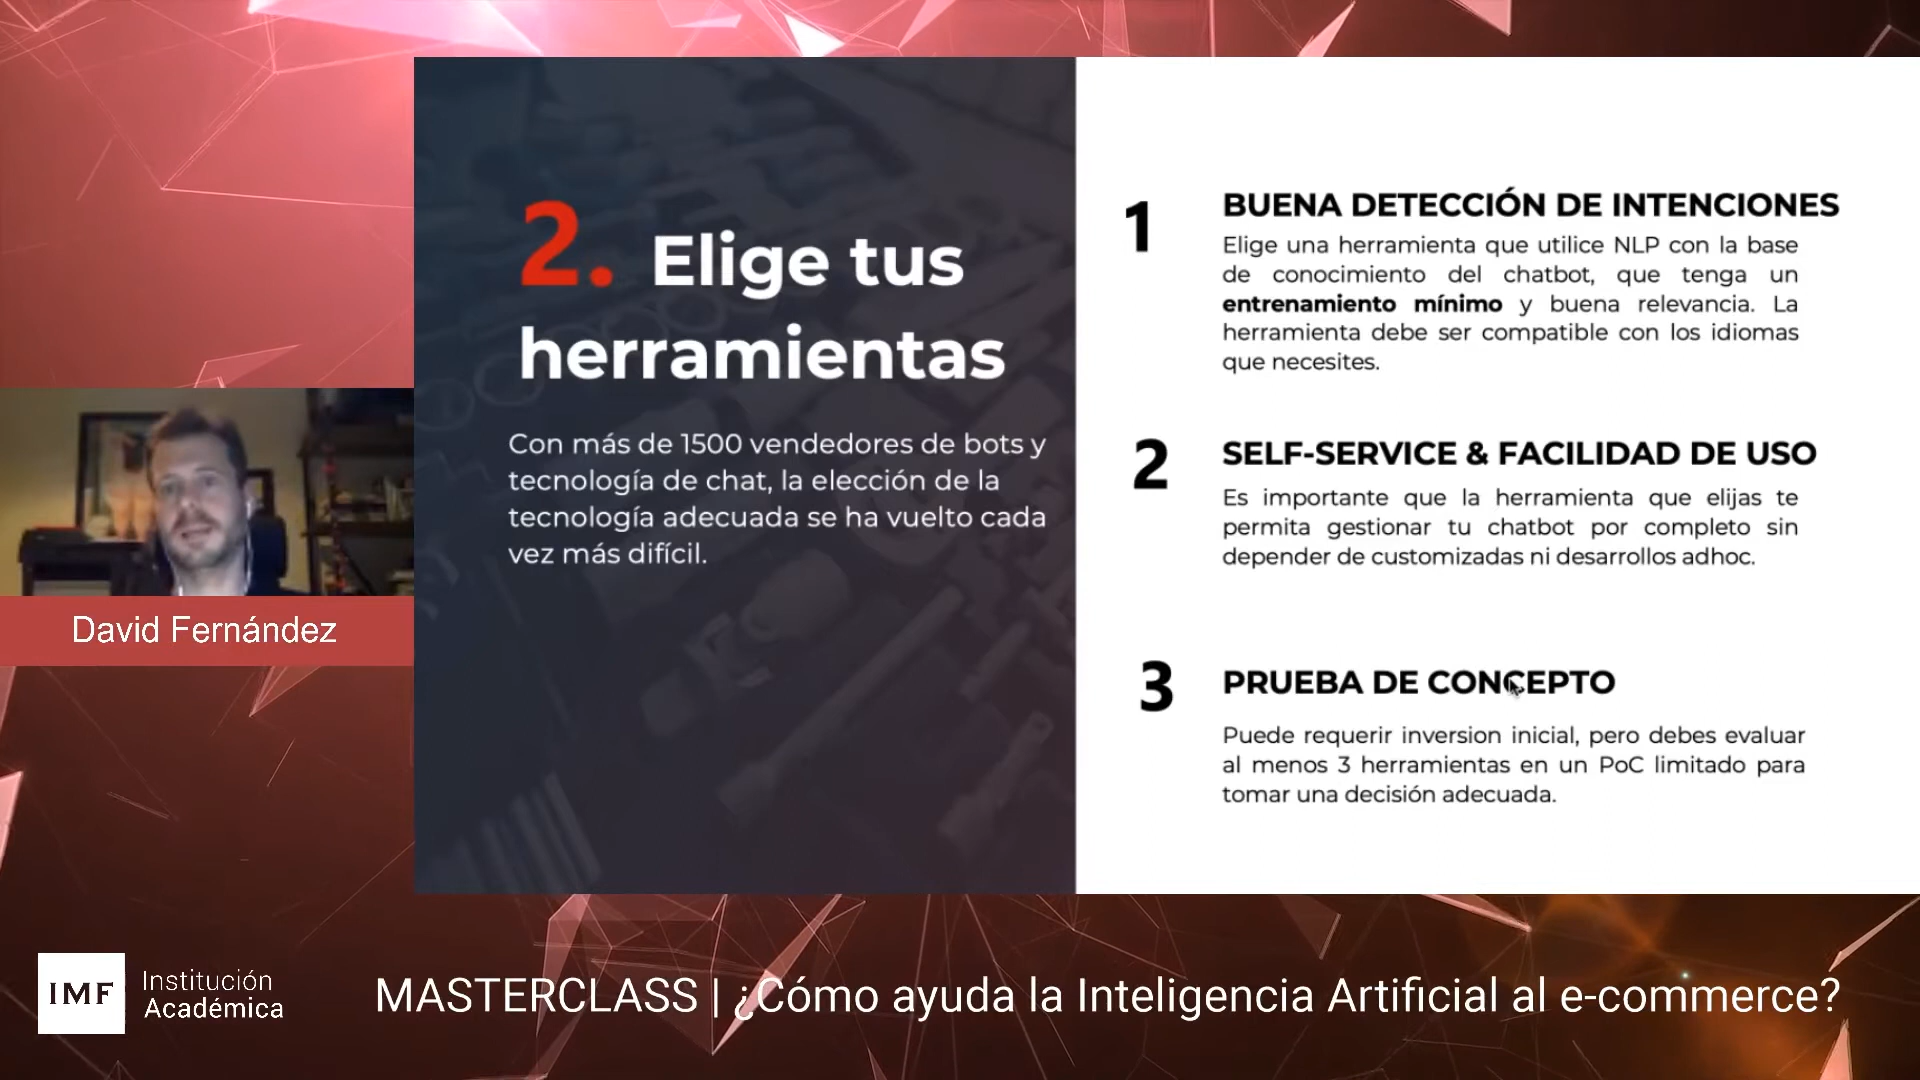 2. Elige tus
herramientas
Con más de 1500 vendedores de bots y
tecnología de chat, la elección de la
tecnología adecuada se ha vuelto cada
vez más difícil.
1
BUENA DETECCIÓN DE INTENCIONES
Elige una herramienta que utilice NLP con la base
de conocimiento del chatbot, que tenga un
entrenamiento mínimo y buena relevancia. La
herramienta debe ser compatible con los idiomas
que necesites.
2
SELF-SERVICE & FACILIDAD DE USO
Es importante que la herramienta que elijas te
permita gestionar tu chatbot por completo sin
depender de customizadas ni desarrollos adhoc.
3
PRUEBA DE CONCEPTO
Puede requerir inversion inicial, pero debes evaluar
al menos 3 herramientas en un PoC limitado para
tomar una decisión adecuada.
David Fernández
IMF
Institución
Académica
MASTERCLASS | ¿Cómo ayuda la Inteligencia Artificial al e-commerce?